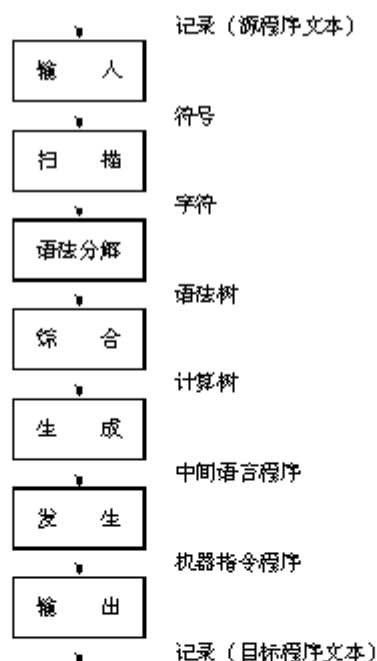 记录（源程序文本）
输人
符号
扫描
字符
语法分解
语法树
综合
计算树
生成
中间语言程序
发生
机器指令程序
输出
记录（目标程序文本）